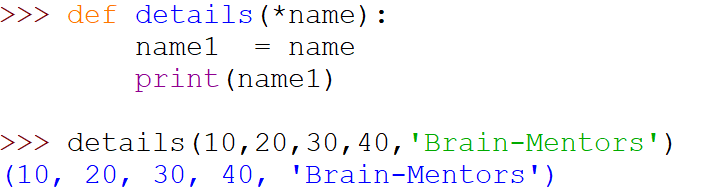 >>> def details(*name):
        name1  = name
        print(name1)
>>> details(10,20,30,40,'Brain-Mentors')
(10, 20, 30, 40, 'Brain-Mentors')